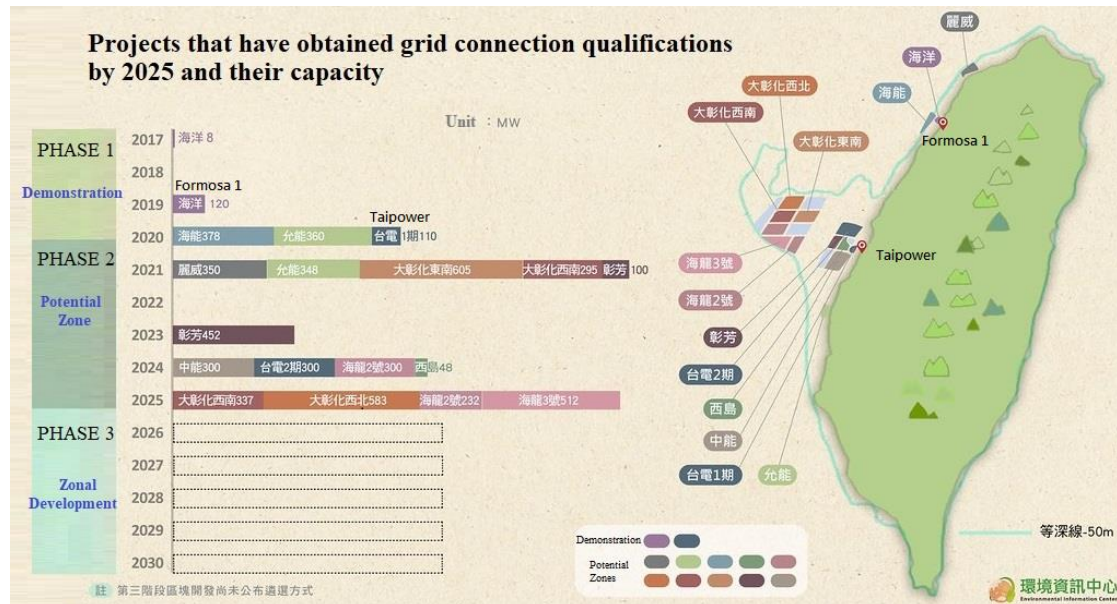 Projects that have obtained grid connection qualifications
by 2025 and their capacity
Unit ：MW
PHASE 1
Demonstration
PHASE 2
Potential
Zone
PHASE 3
Zonal
Development
2017 海洋 8
2018
Formosa 1
2019 海洋 120
Taipower
2020 海能378 允能360 台電1期110
2021 麗威350 允能348 大彰化東南605 大彰化西南295 彰芳 100
2022
2023 彰芳452
2024 中能300 台電2期300 海龍2號300 西島48
2025 大彰化西南337 大彰化西北583 海龍2號232 海龍3號512
2026
2027
2028
2029
2030
註 第三階段區塊開發尚未公布遴選方式
麗威
海洋
海能
Formosa 1
大彰化西北
大彰化西南
大彰化東南
海龍3號
海龍2號
Taipower
彰芳
台電2期
西島
中能
台電1期
允能
Demonstration
Potential
Zones
等深線-50m
環境資訊中心
Environmental Information Center